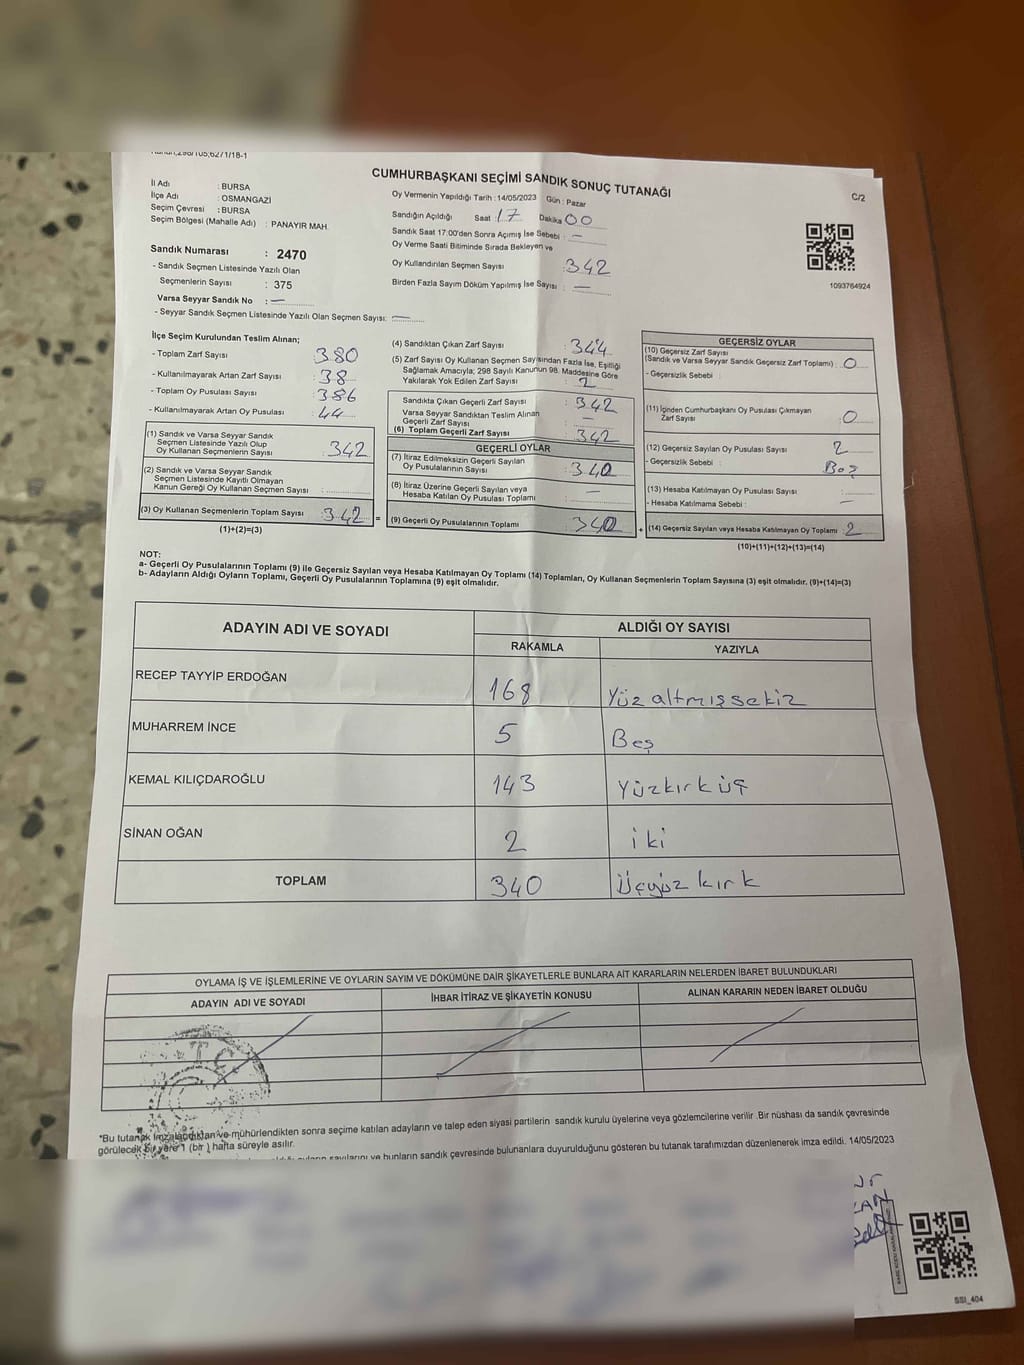 CUMHURBAŞKANI SEÇİMİ SANDIK SONUÇ TUTANAĞI
C/2
İl Adı : BURSA
İlçe Adı : OSMANGAZİ
Seçim Çevresi : BURSA
Seçim Bölgesi (Mahalle Adı) : PANAYIR MAH.
Sandık Numarası : 2470
- Sandık Seçmen Listesinde Yazılı Olan
Seçmenlerin Sayısı : 375
Varsa Seyyar Sandık No : —
- Seyyar Sandık Seçmen Listesinde Yazılı Olan Seçmen Sayısı: —
Oy Vermenin Yapıldığı Tarih : 14/05/2023 Gün : Pazar
Sandığın Açıldığı Saat : 17 Dakika 00
Sandık Saat 17:00'den Sonra Açımış İse Sebebi : —
Oy Verme Saati Bitiminde Sırada Bekleyen ve
Oy Kullandırılan Seçmen Sayısı : 342
Birden Fazla Sayım Döküm Yapılmış İse Sayısı : —
1093764924
İlçe Seçim Kurulundan Teslim Alınan;
- Toplam Zarf Sayısı : 380
- Kullanılmayarak Artan Zarf Sayısı : 38
- Toplam Oy Pusulası Sayısı : 386
- Kullanılmayarak Artan Oy Pusulası : 44
(1) Sandık ve Varsa Seyyar Sandık
Seçmen Listesinde Yazılı Olup
Oy Kullanan Seçmenlerin Sayısı : 342
(2) Sandık ve Varsa Seyyar Sandık
Seçmen Listesinde Kayıtlı Olmayan
Kanun Gereği Oy Kullanan Seçmen Sayısı :
(3) Oy Kullanan Seçmenlerin Toplam Sayısı : 342
(1)+(2)=(3)
(4) Sandıktan Çıkan Zarf Sayısı : 344
(5) Zarf Sayısı Oy Kullanan Seçmen Sayısından Fazla İse, Eşitliği
Sağlamak Amacıyla; 298 Sayılı Kanunun 98. Maddesine Göre
Yakılarak Yok Edilen Zarf Sayısı : 2
Sandıkta Çıkan Geçerli Zarf Sayısı : 342
Varsa Seyyar Sandıktan Teslim Alınan
Geçerli Zarf Sayısı : —
(6) Toplam Geçerli Zarf Sayısı : 342
GEÇERLİ OYLAR
(7) İtiraz Edilmeksizin Geçerli Sayılan
Oy Pusulalarının Sayısı : 340
(8) İtiraz Üzerine Geçerli Sayılan veya
Hesaba Katılan Oy Pusulası Toplamı : —
= (9) Geçerli Oy Pusulalarının Toplamı : 340
GEÇERSİZ OYLAR
(10) Geçersiz Zarf Sayısı
(Sandık ve Varsa Seyyar Sandık Geçersiz Zarf Toplamı) : 0
- Geçersizlik Sebebi :
(11) İçinden Cumhurbaşkanı Oy Pusulası Çıkmayan
Zarf Sayısı : 0
(12) Geçersiz Sayılan Oy Pusulası Sayısı : 2
- Geçersizlik Sebebi : Boş
(13) Hesaba Katılmayan Oy Pusulası Sayısı :
- Hesaba Katılmama Sebebi : —
+ (14) Geçersiz Sayılan veya Hesaba Katılmayan Oy Toplamı : 2
(10)+(11)+(12)+(13)=(14)
NOT:
a- Geçerli Oy Pusulalarının Toplamı (9) ile Geçersiz Sayılan veya Hesaba Katılmayan Oy Toplamı (14) Toplamları, Oy Kullanan Seçmenlerin Toplam Sayısına (3) eşit olmalıdır. (9)+(14)=(3)
b- Adayların Aldığı Oyların Toplamı, Geçerli Oy Pusulalarının Toplamına (9) eşit olmalıdır.
ADAYIN ADI VE SOYADI ALDIĞI OY SAYISI
RAKAMLA YAZIYLA
RECEP TAYYİP ERDOĞAN 168 Yüz altmışsekiz
MUHARREM İNCE 5 Beş
KEMAL KILIÇDAROĞLU 143 Yüzkırk üç
SİNAN OĞAN 2 iki
TOPLAM 340 Üçyüz kırk
OYLAMA İŞ VE İŞLEMLERİNE VE OYLARIN SAYIM VE DÖKÜMÜNE DAİR ŞİKAYETLERLE BUNLARA AİT KARARLARIN NELERDEN İBARET BULUNDUKLARI
ADAYIN ADI VE SOYADI İHBAR İTİRAZ VE ŞİKAYETİN KONUSU ALINAN KARARIN NEDEN İBARET OLDUĞU
T.C.
*Bu tutanak imzalandıktan ve mühürlendikten sonra seçime katılan adayların ve talep eden siyasi partilerin sandık kurulu üyelerine veya gözlemcilerine verilir .Bir nüshası da sandık çevresinde
görülecek bir yere 1 (bir ) hafta süreyle asılır.
sayılarını ve bunların sandık çevresinde bulunanlara duyurulduğunu gösteren bu tutanak tarafımızdan düzenlenerek imza edildi. 14/05/2023
SSI_404